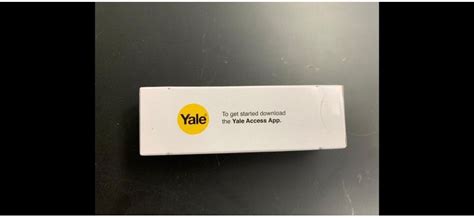 Yale
To get started download
the Yale Access App.